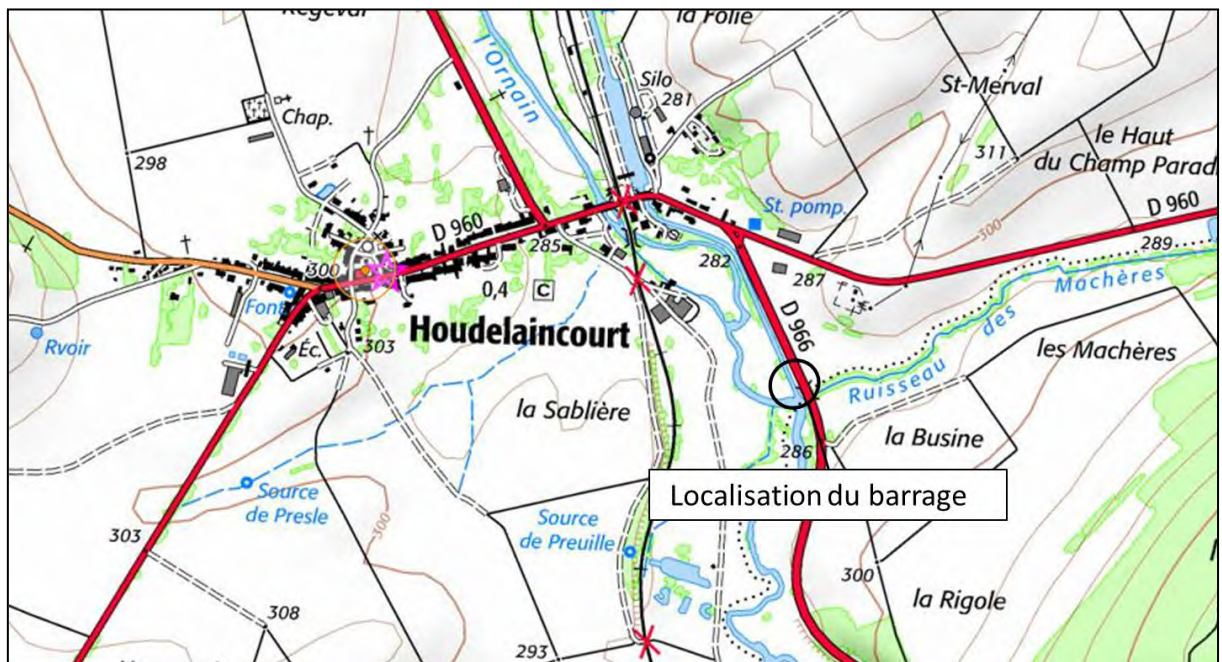 la Folie
l'Ornain
Silo
281
St-Merval
Chap.
le Haut
du Champ Parad
311
298
D 960
St. pomp.
D 960
300
289
285
282
287
Machères
300
0,4
C
Font
Houdelaincourt
D 966
des
Rvoir
Éc.
303
les Machères
Ruisseau
la Sablière
la Busine
286
Localisation du barrage
Source
de Presle
300
Source
de Preuille
303
300
la Rigole
308
293